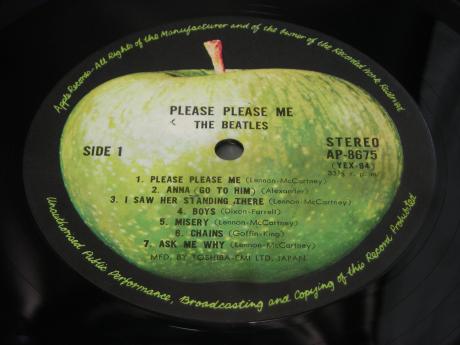 Apple Records - All Rights of the Manufacturer and of the Owner of the Recorded Work Reserved
PLEASE PLEASE ME
THE BEATLES
SIDE 1
STEREO
AP-8675
(YEX-94)
33⅓ r. p. m.
1. PLEASE PLEASE ME (Lennon-McCartney)
2. ANNA (GO TO HIM) (Alexander)
3. I SAW HER STANDING THERE (Lennon-McCartney)
4. BOYS (Dixon-Farrell)
5. MISERY (Lennon-McCartney)
6. CHAINS (Goffin-King)
7. ASK ME WHY (Lennon-McCartney)
MFD. BY TOSHIBA-EMI LTD. JAPAN.
Unauthorised Public Performance, Broadcasting and Copying of this Record Prohibited